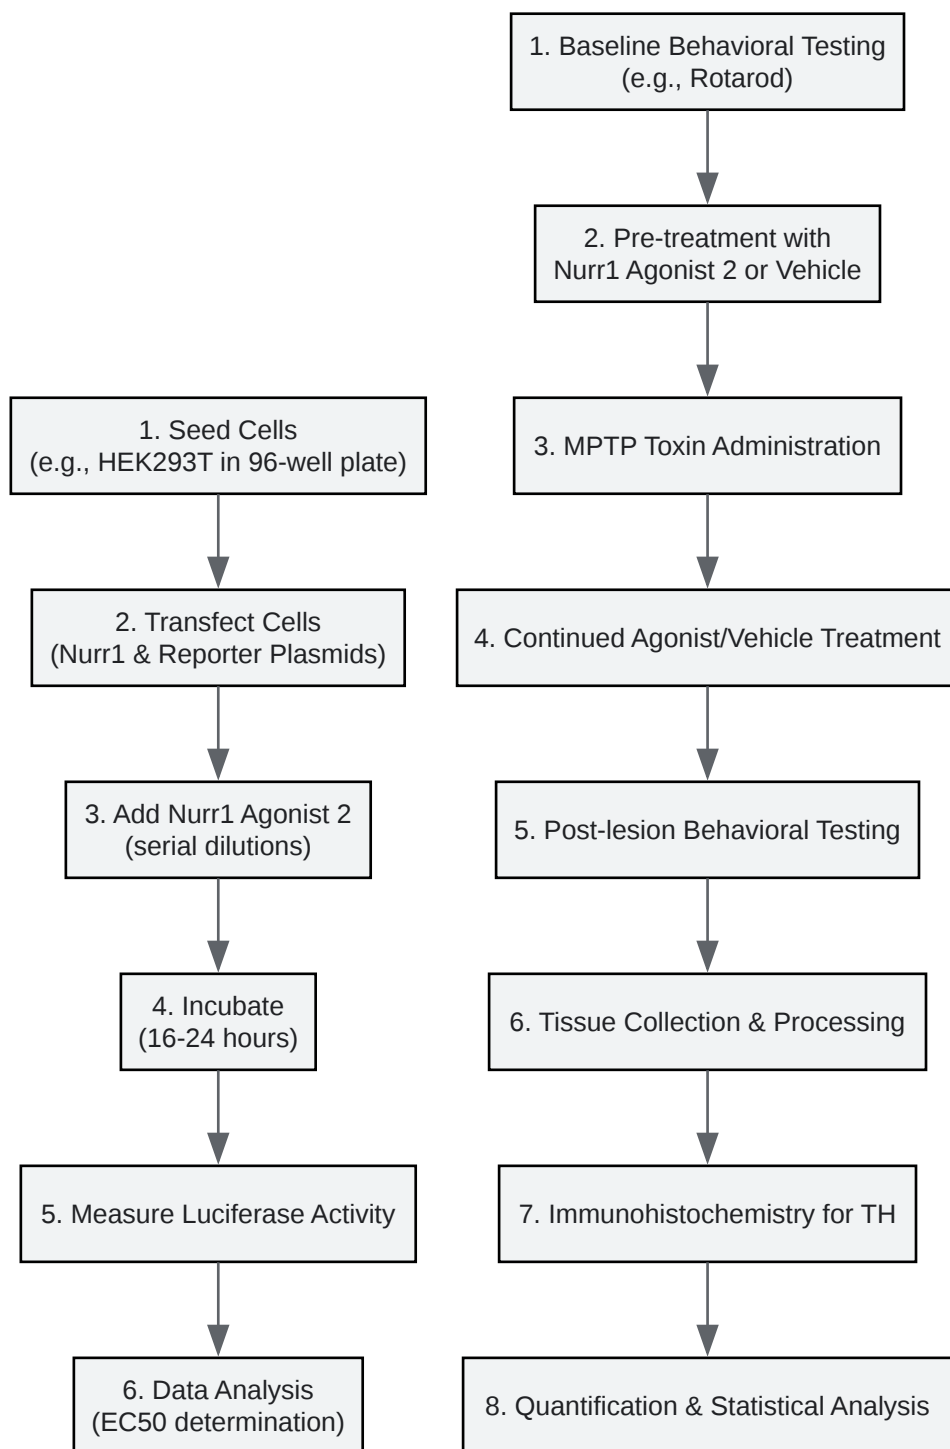 1. Seed Cells
(e.g., HEK293T in 96-well plate)
2. Transfect Cells
(Nurr1 & Reporter Plasmids)
3. Add Nurr1 Agonist 2
(serial dilutions)
4. Incubate
(16-24 hours)
5. Measure Luciferase Activity
6. Data Analysis
(EC50 determination)
1. Baseline Behavioral Testing
(e.g., Rotarod)
2. Pre-treatment with
Nurr1 Agonist 2 or Vehicle
3. MPTP Toxin Administration
4. Continued Agonist/Vehicle Treatment
5. Post-lesion Behavioral Testing
6. Tissue Collection & Processing
7. Immunohistochemistry for TH
8. Quantification & Statistical Analysis